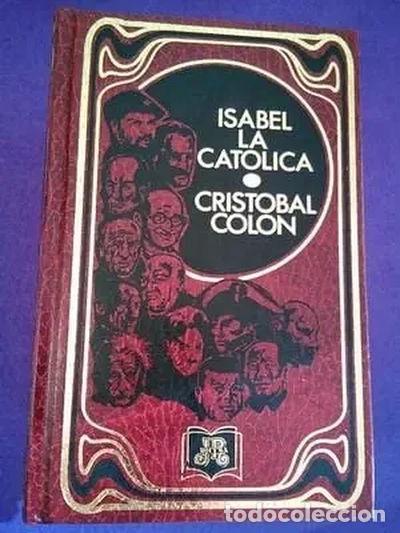 ISABEL
LA
CATOLICA
CRISTOBAL
COLON
todocoleccion